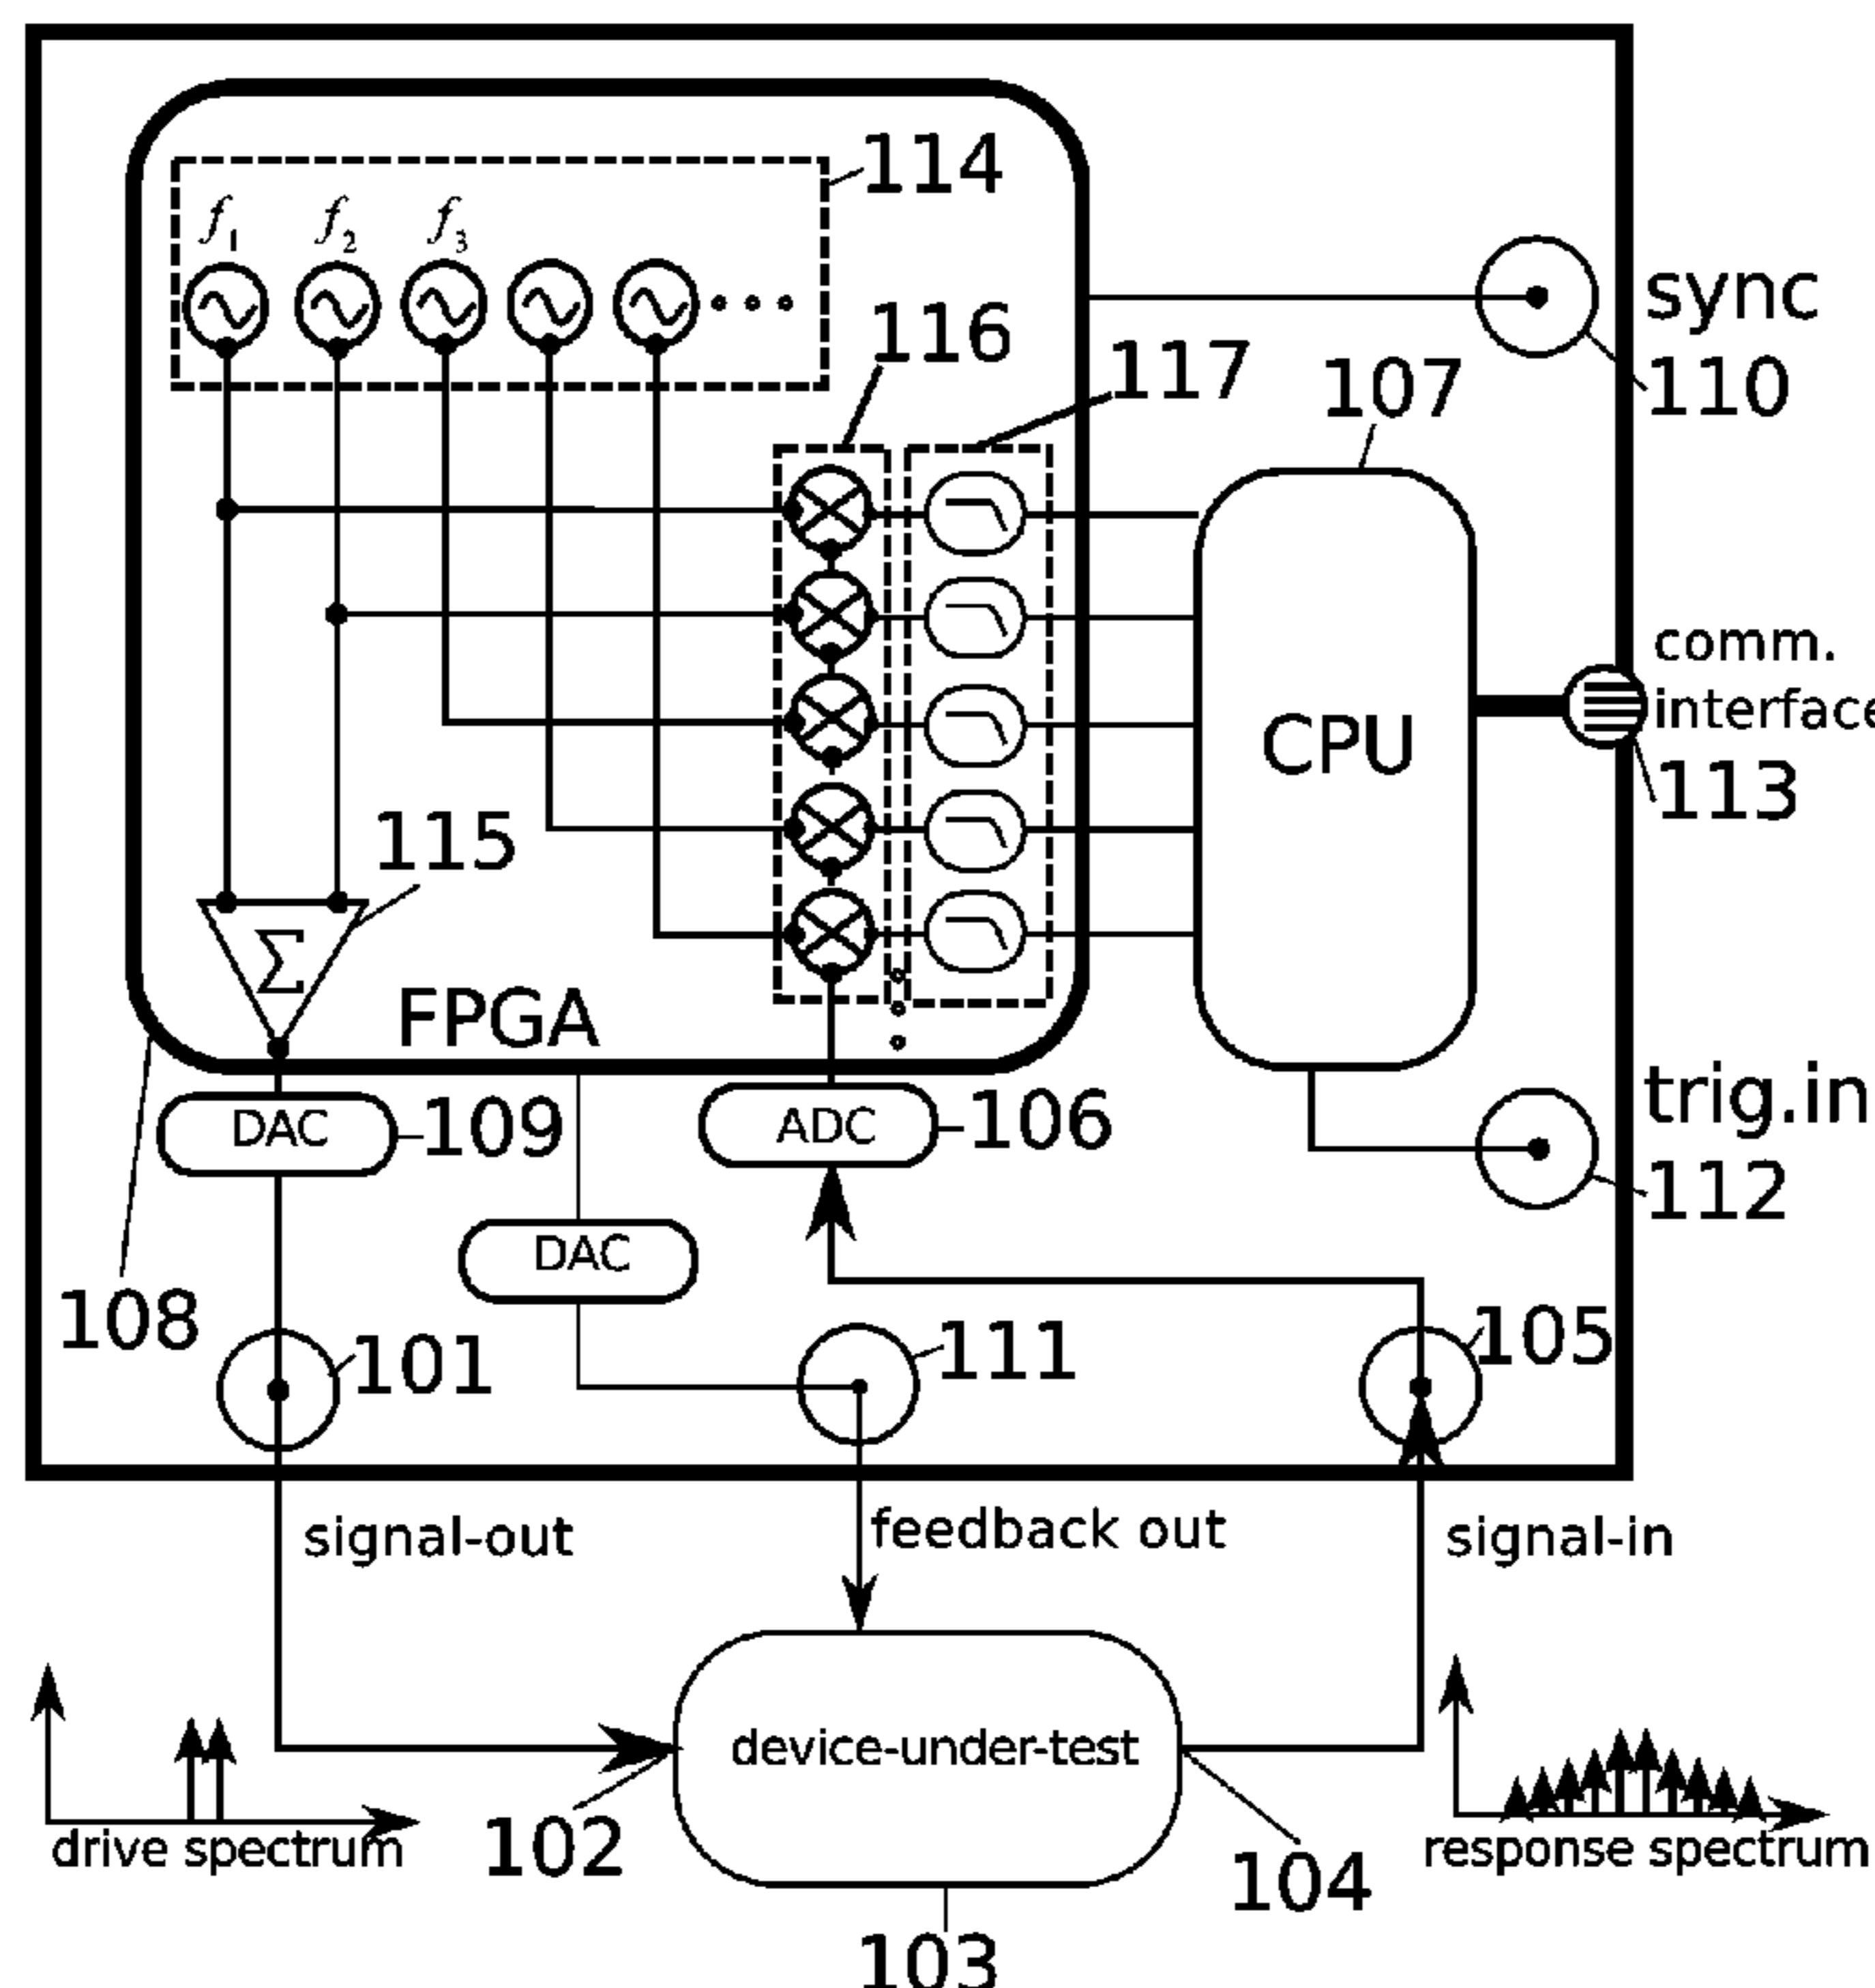 114
f1 f2 f3
116
sync
117
107
110
comm.
interface
CPU
113
115
Σ
FPGA
trig.in
DAC
109
ADC
106
112
DAC
108
101
111
105
signal-out
feedback out
signal-in
device-under-test
drive spectrum
102
response spectrum
104
103